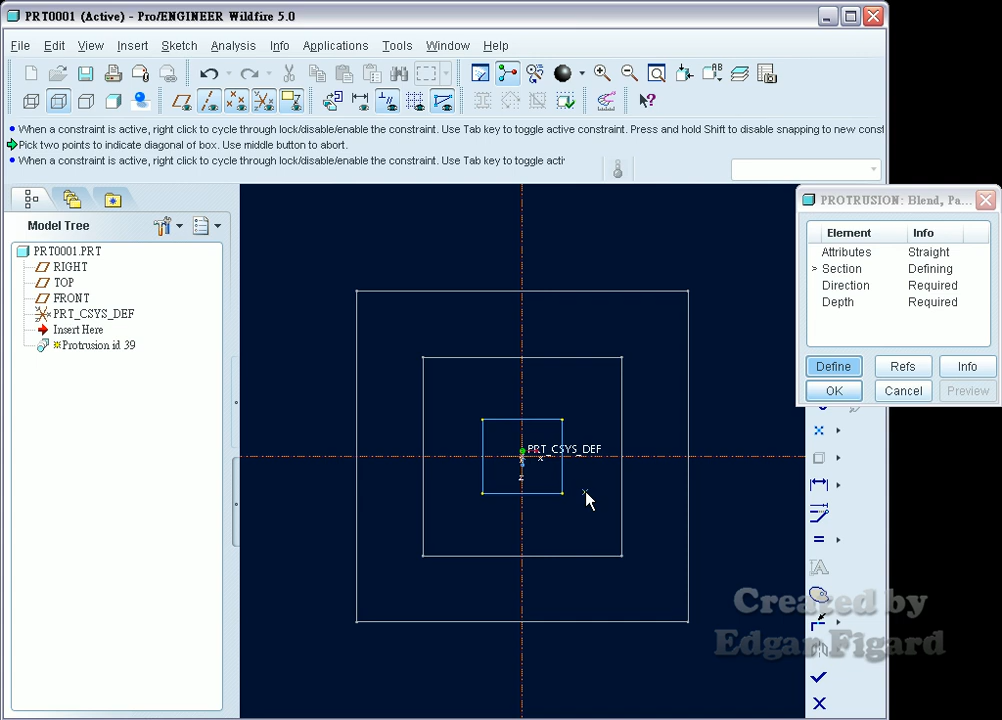 PRT0001 (Active) - Pro/ENGINEER Wildfire 5.0
File Edit View Insert Sketch Analysis Info Applications Tools Window Help
When a constraint is active, right click to cycle through lock/disable/enable the constraint. Use Tab key to toggle active constraint. Press and hold Shift to disable snapping to new const
Pick two points to indicate diagonal of box. Use middle button to abort.
When a constraint is active, right click to cycle through lock/disable/enable the constraint. Use Tab key to toggle acti
Model Tree
PRT0001.PRT
RIGHT
TOP
FRONT
PRT_CSYS_DEF
Insert Here
Protrusion id 39
PRT_CSYS_DEF
X
Z
PROTRUSION: Blend, Pa...
Element Info
Attributes Straight
> Section Defining
Direction Required
Depth Required
Define Refs Info
OK Cancel Preview
Created by
Edgar Figard